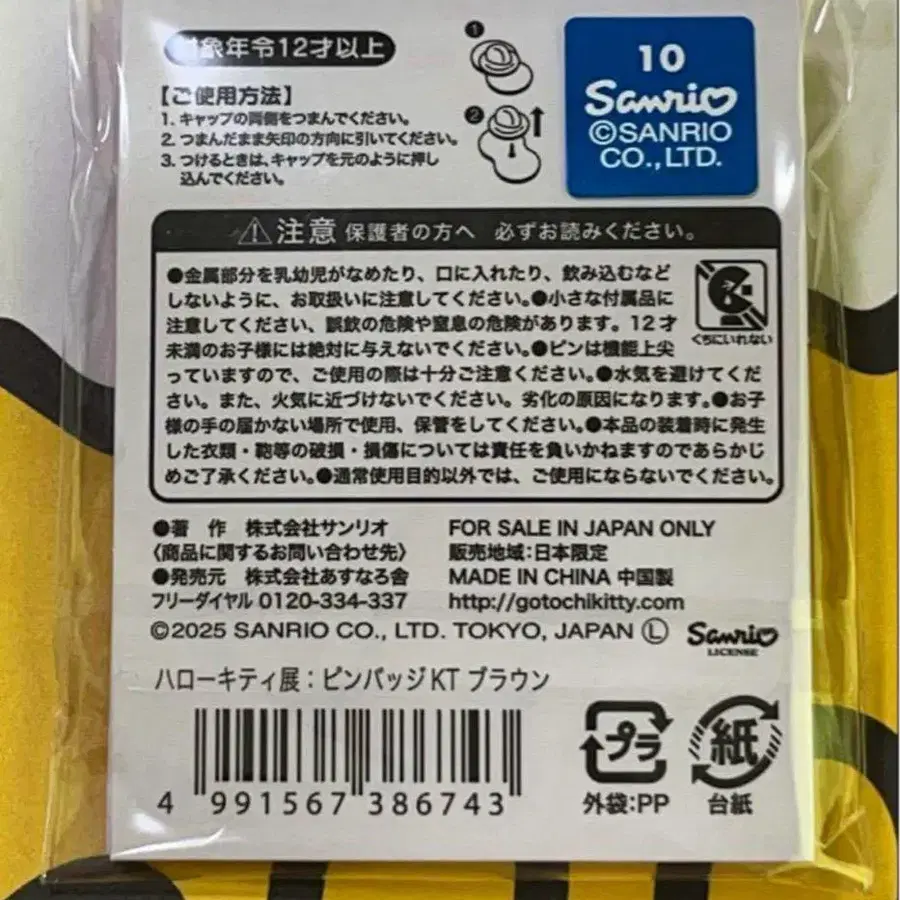 対象年令12才以上
【ご使用方法】
1. キャップの両側をつまんでください。
2. つまんだまま矢印の方向に引いてください。
3. つけるときは、キャップを元のように押し
込んでください。
1
2
10
Sanrio
©SANRIO
CO.,LTD.
注意 保護者の方へ 必ずお読みください。
●金属部分を乳幼児がなめたり、口に入れたり、飲み込むなど
しないように、お取扱いに注意してください。●小さな付属品に
注意してください、誤飲の危険や窒息の危険があります。12才
未満のお子様には絶対に与えないでください。●ピンは機能上尖
っていますので、ご使用の際は十分ご注意ください。●水気を避けてくだ
さい。また、火気に近づけないでください。劣化の原因になります。●お子
様の手の届かない場所で使用、保管をしてください。●本品の装着時に発生
した衣類・鞄等の破損・損傷については責任を負いかねますのであらかじ
めご了承ください。●通常使用目的以外では、ご使用にならないでください。
くちにいれない
●著 作 株式会社サンリオ
〈商品に関するお問い合わせ先〉
●発売元 株式会社あすなろ舎
フリーダイヤル 0120-334-337
FOR SALE IN JAPAN ONLY
販売地域:日本限定
MADE IN CHINA 中国製
http://gotochikitty.com
©2025 SANRIO CO., LTD. TOKYO, JAPAN Ⓛ
Sanrio
LICENSE
ハローキティ展：ピンバッジKT ブラウン
4 991567 386743
プラ
外袋:PP
紙
台紙